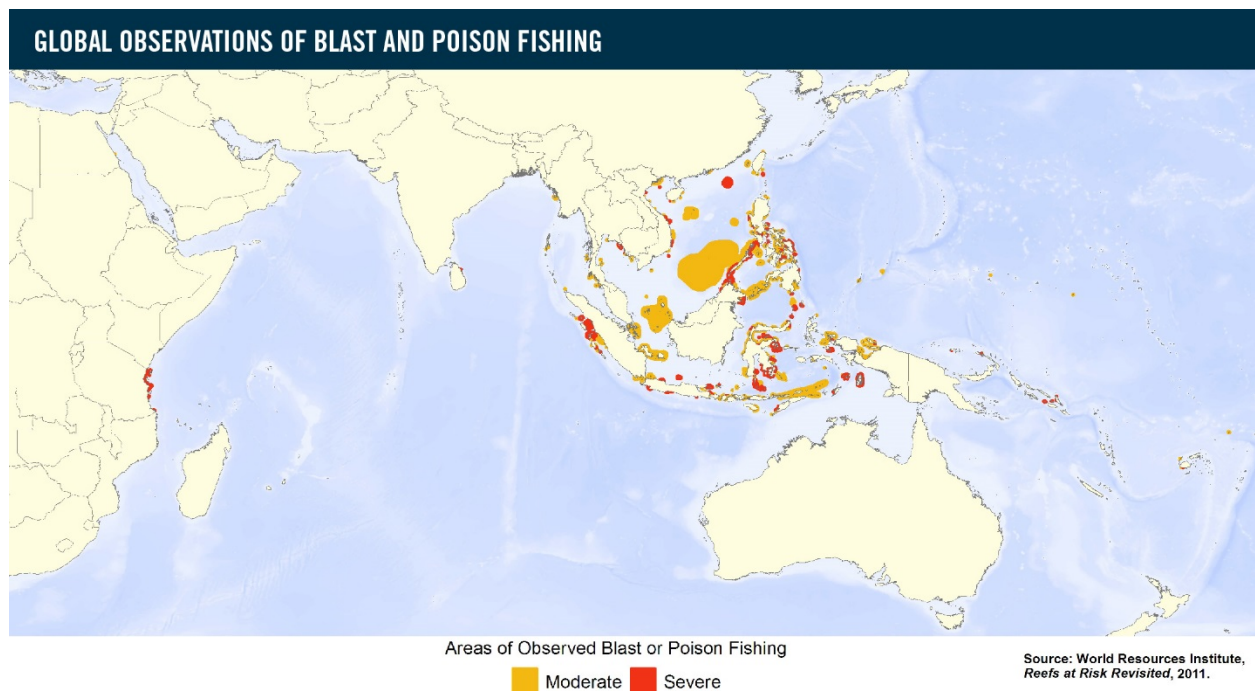 GLOBAL OBSERVATIONS OF BLAST AND POISON FISHING
Areas of Observed Blast or Poison Fishing
Moderate Severe
Source: World Resources Institute,
Reefs at Risk Revisited, 2011.